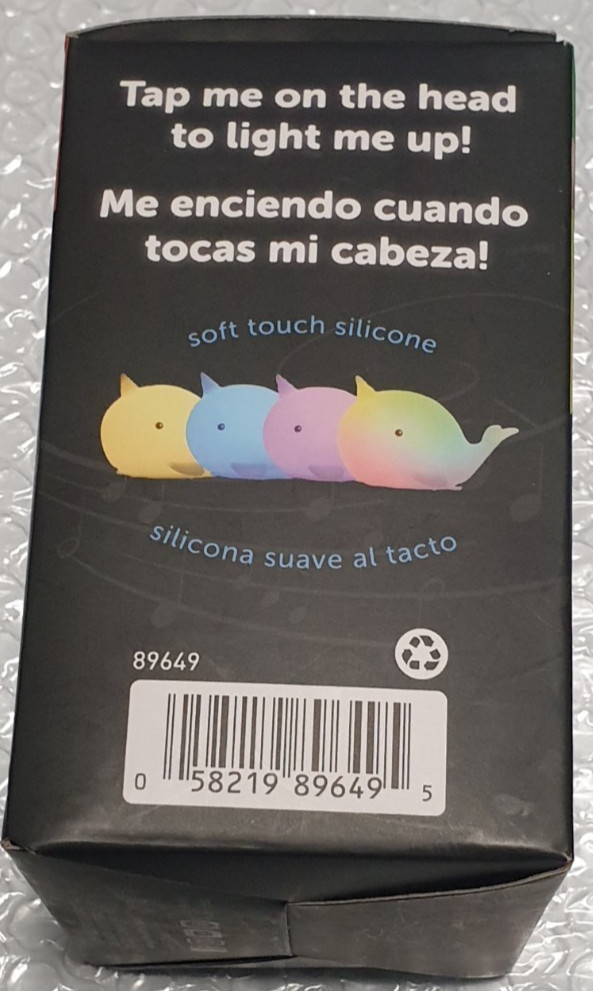 Tap me on the head
to light me up!
Me enciendo cuando
tocas mi cabeza!
soft touch silicone
silicona suave al tacto
89649
0 58219 89649 5